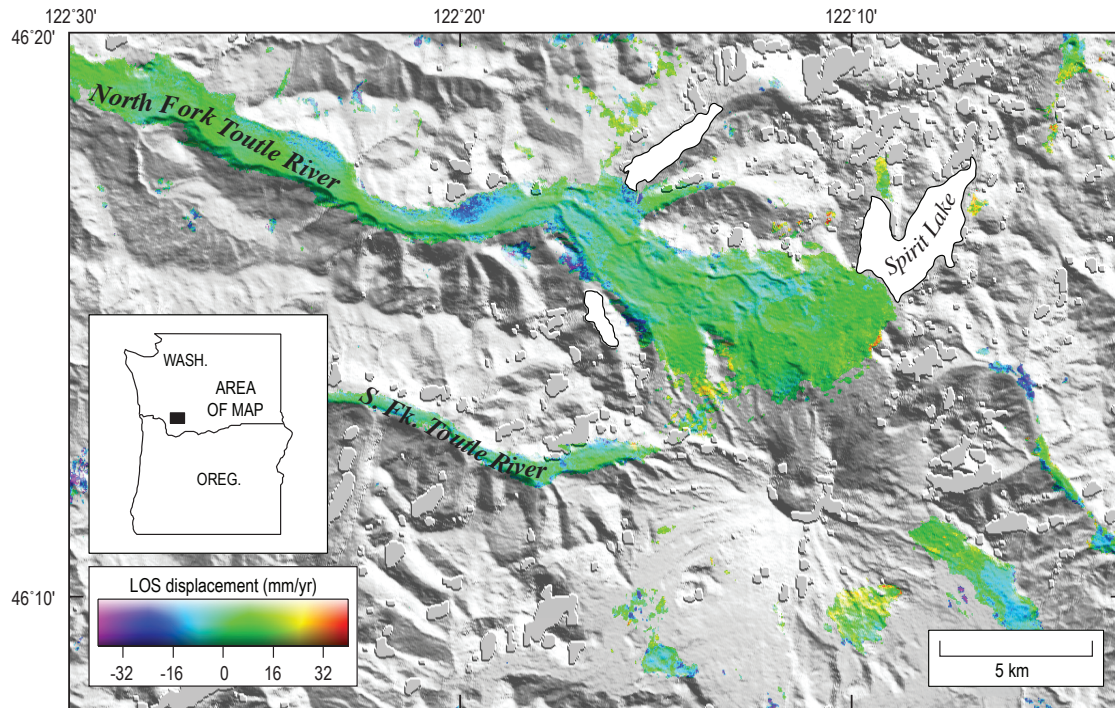 122°30'
122°20'
122°10'
46°20'
North Fork Toutle River
Spirit Lake
S. Fk. Toutle River
WASH.
AREA
OF MAP
OREG.
LOS displacement (mm/yr)
-32 -16 0 16 32
46°10'
5 km